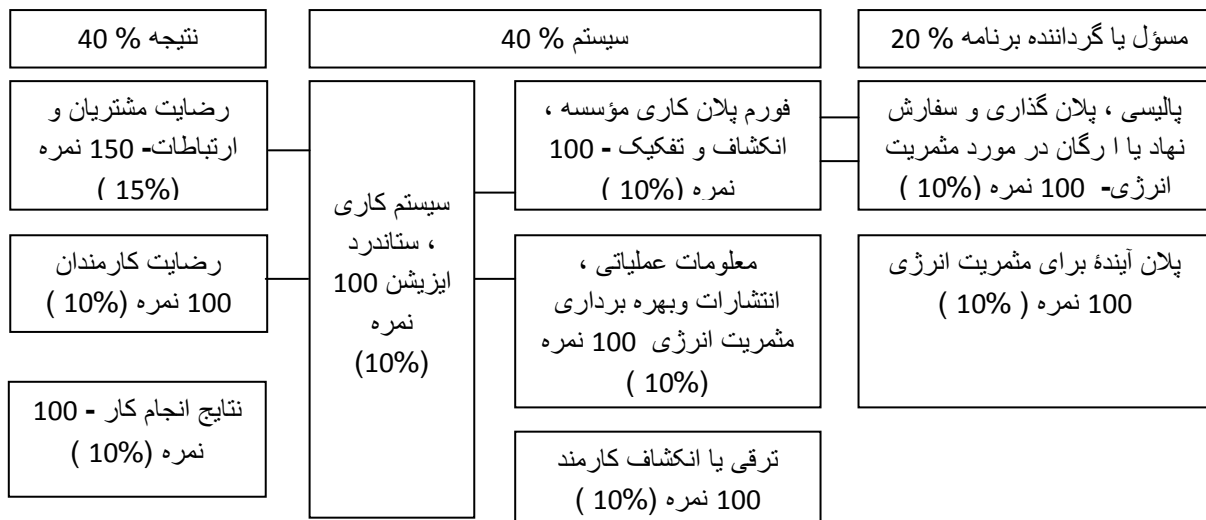 مسؤل یا گرداننده برنامه % 20
سیستم % 40
نتیجه % 40
پالیسی ، پلان گذاری و سفارش
نهاد یا ا رگان در مورد مثمریت
انرژی- 100 نمره (10% )
پلان آیندۀ برای مثمریت انرژی
100 نمره ( 10% )
فورم پلان کاری مؤسسه ،
انکشاف و تفکیک - 100
نمره (10% )
معلومات عملیاتی ،
انتشارات وبهره برداری
مثمریت انرژی 100 نمره
(10% )
ترقی یا انکشاف کارمند
100 نمره (10% )
سیستم کاری
، ستاندرد
ایزیشن 100
نمره
(10%)
رضایت مشتریان و
ارتباطات- 150 نمره
(15% )
رضایت کارمندان
100 نمره (10% )
نتایج انجام کار - 100
نمره (10% )